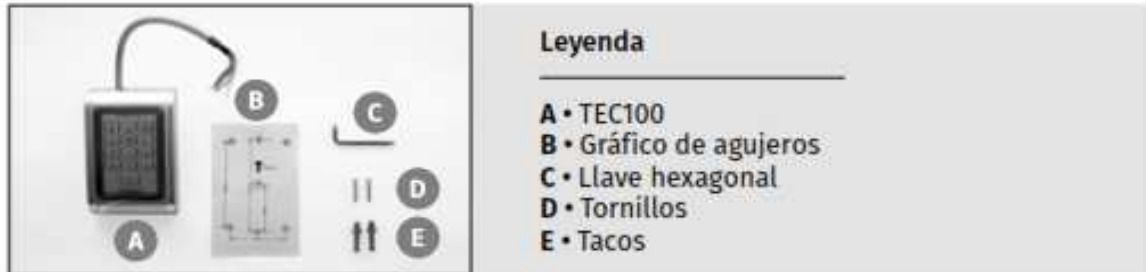 A
B
C
D
E
Leyenda
A • TEC100
B • Gráfico de agujeros
C • Llave hexagonal
D • Tornillos
E • Tacos